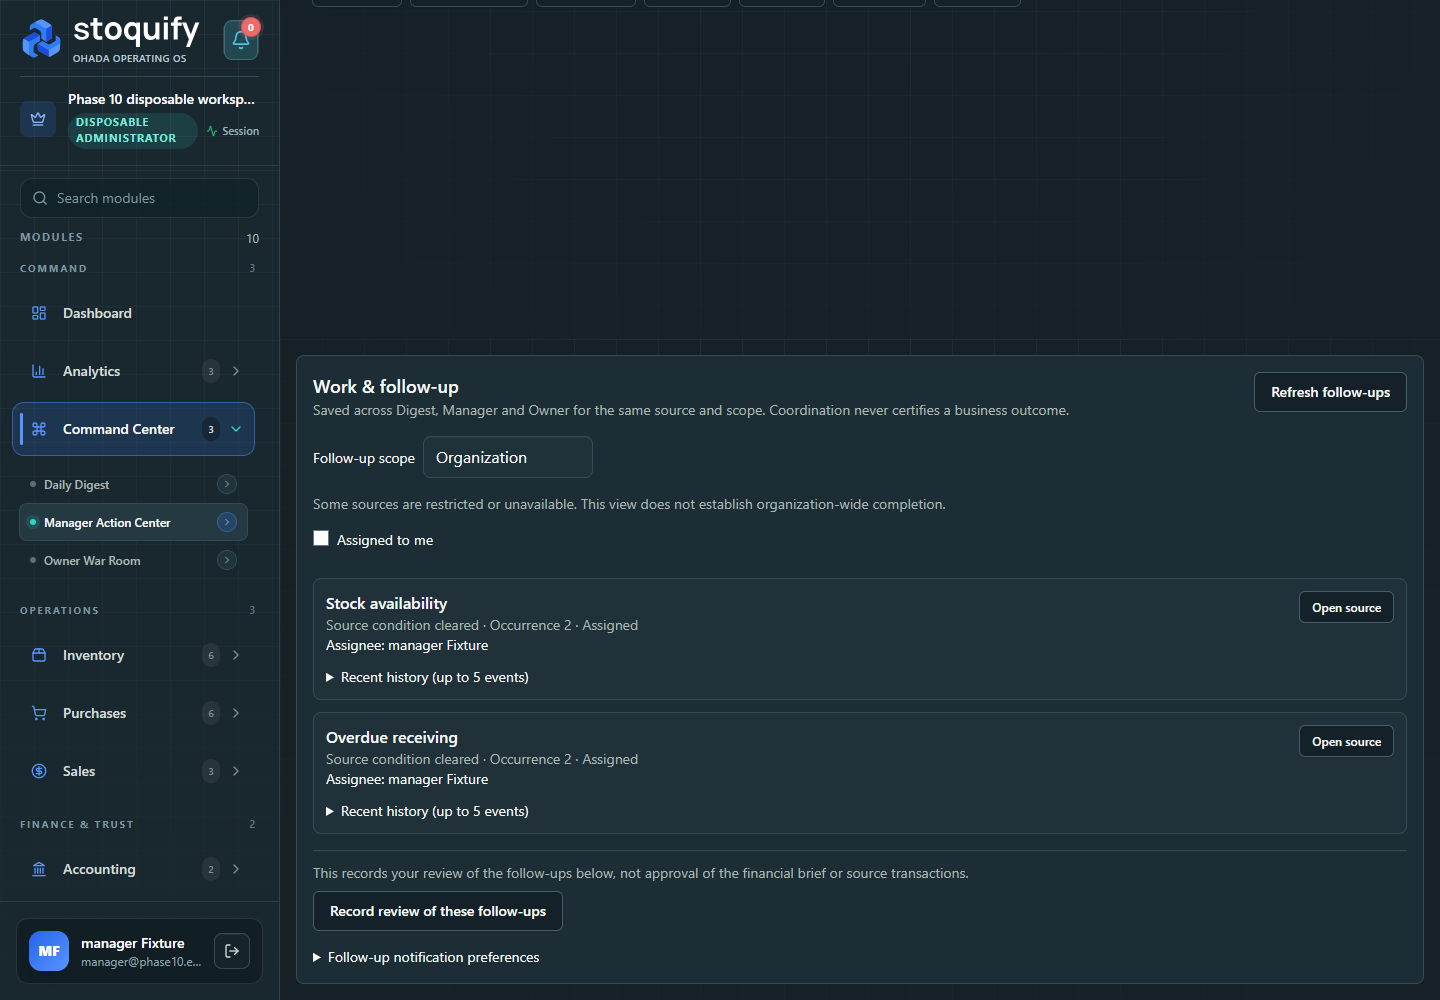 stoquify
OHADA OPERATING OS
0
Phase 10 disposable worksp...
DISPOSABLE
ADMINISTRATOR
Session
Search modules
MODULES 10
COMMAND 3
Dashboard
Analytics 3
Command Center 3
Daily Digest
Manager Action Center
Owner War Room
OPERATIONS 3
Inventory 6
Purchases 6
Sales 3
FINANCE & TRUST 2
Accounting 2
MF
manager Fixture
manager@phase10.e...
Work & follow-up
Saved across Digest, Manager and Owner for the same source and scope. Coordination never certifies a business outcome.
Refresh follow-ups
Follow-up scope Organization
Some sources are restricted or unavailable. This view does not establish organization-wide completion.
Assigned to me
Stock availability
Source condition cleared · Occurrence 2 · Assigned
Assignee: manager Fixture
Recent history (up to 5 events)
Open source
Overdue receiving
Source condition cleared · Occurrence 2 · Assigned
Assignee: manager Fixture
Recent history (up to 5 events)
Open source
This records your review of the follow-ups below, not approval of the financial brief or source transactions.
Record review of these follow-ups
Follow-up notification preferences